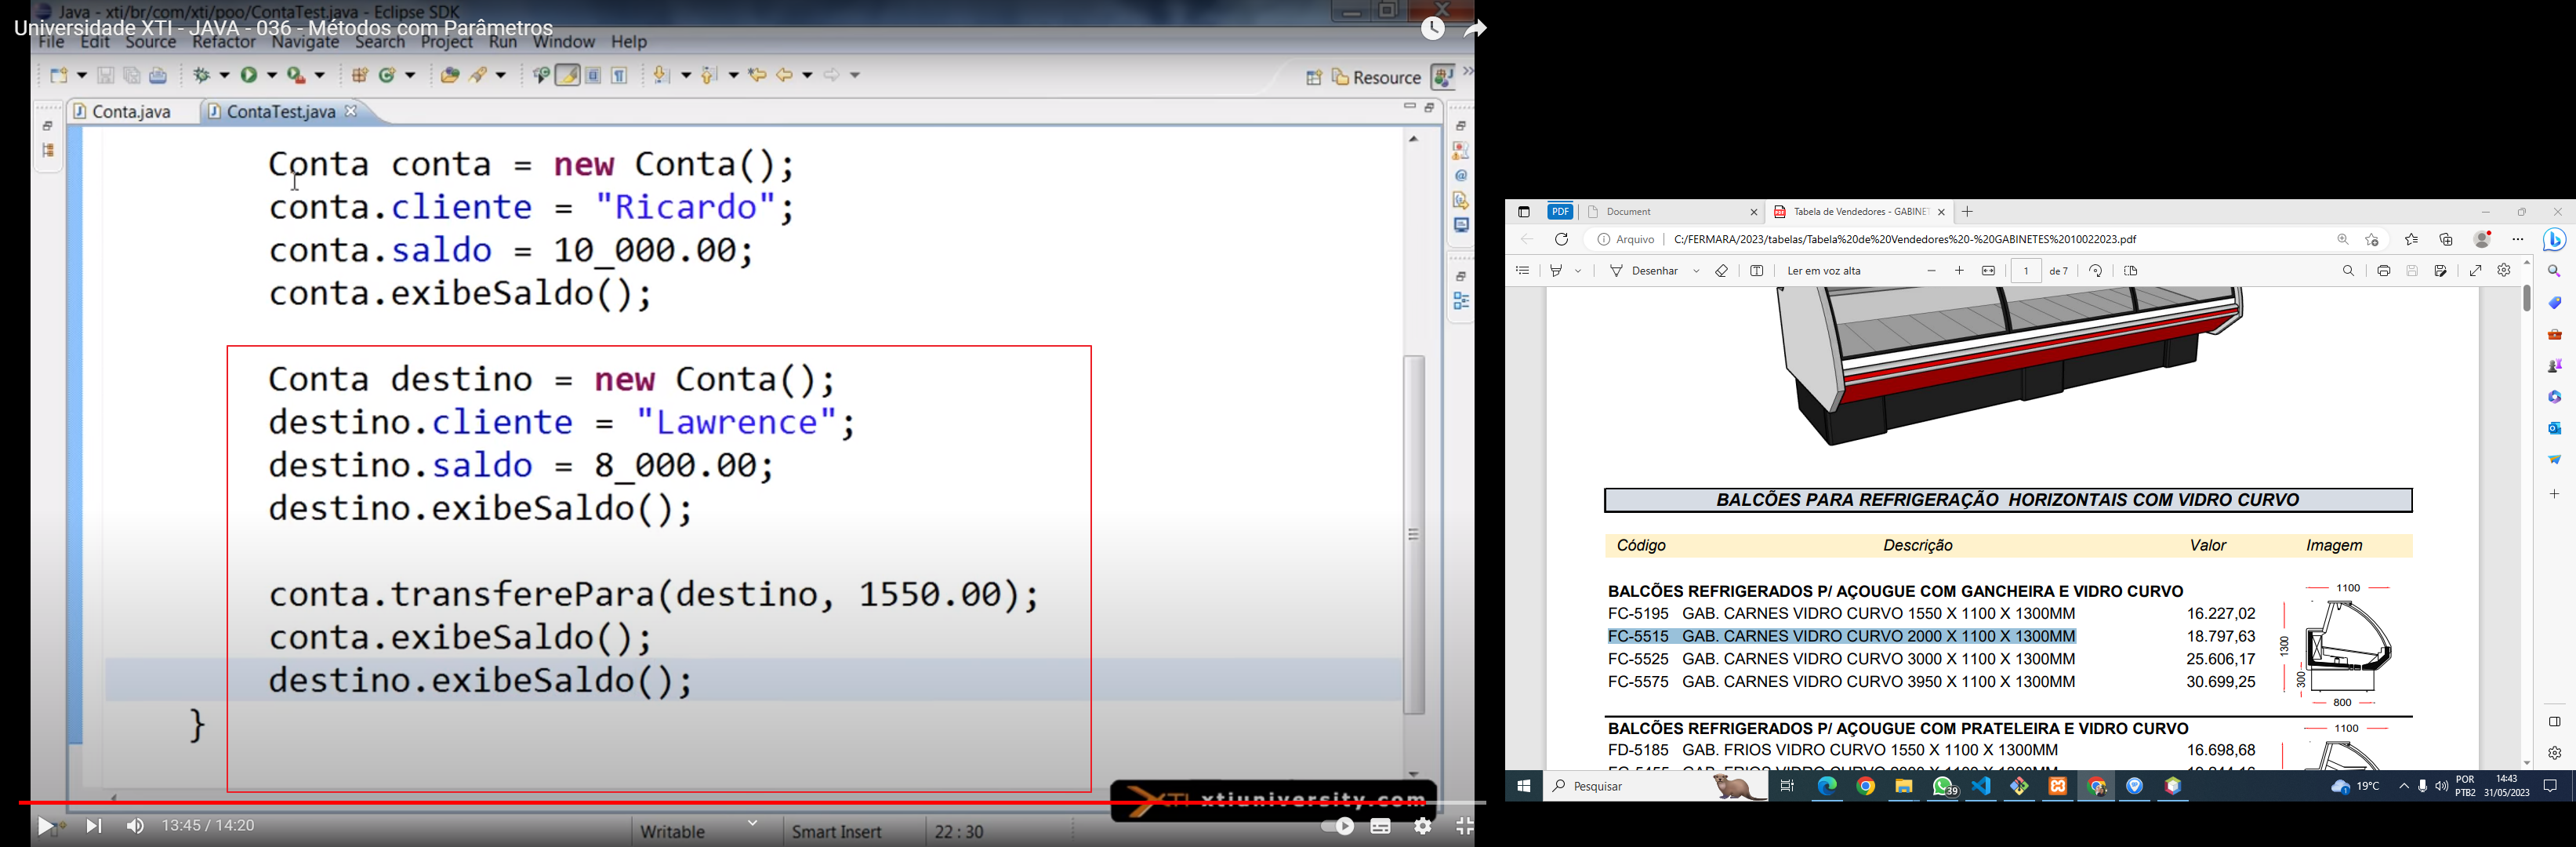 Java - xti/br/com/xti/poo/ContaTest.java - Eclipse SDK
Universidade XTI - JAVA - 036 - Métodos com Parâmetros
File Edit Source Refactor Navigate Search Project Run Window Help
Resource
Conta.java ContaTest.java
Conta conta = new Conta();
conta.cliente = "Ricardo";
conta.saldo = 10_000.00;
conta.exibeSaldo();
Conta destino = new Conta();
destino.cliente = "Lawrence";
destino.saldo = 8_000.00;
destino.exibeSaldo();
conta.transferePara(destino, 1550.00);
conta.exibeSaldo();
destino.exibeSaldo();
}
XTI xtiuniversity.com
13:45 / 14:20
Writable Smart Insert 22 : 30
PDF Document Tabela de Vendedores - GABINET
Arquivo C:/FERMARA/2023/tabelas/Tabela%20de%20Vendedores%20-%20GABINETES%2010022023.pdf
Desenhar Ler em voz alta 1 de 7
BALCÕES PARA REFRIGERAÇÃO HORIZONTAIS COM VIDRO CURVO
Código Descrição Valor Imagem
BALCÕES REFRIGERADOS P/ AÇOUGUE COM GANCHEIRA E VIDRO CURVO
FC-5195 GAB. CARNES VIDRO CURVO 1550 X 1100 X 1300MM 16.227,02
FC-5515 GAB. CARNES VIDRO CURVO 2000 X 1100 X 1300MM 18.797,63
FC-5525 GAB. CARNES VIDRO CURVO 3000 X 1100 X 1300MM 25.606,17
FC-5575 GAB. CARNES VIDRO CURVO 3950 X 1100 X 1300MM 30.699,25
1100
1300
300
800
BALCÕES REFRIGERADOS P/ AÇOUGUE COM PRATELEIRA E VIDRO CURVO
1100
FD-5185 GAB. FRIOS VIDRO CURVO 1550 X 1100 X 1300MM 16.698,68
Pesquisar
39
19°C
POR
PTB2
14:43
31/05/2023